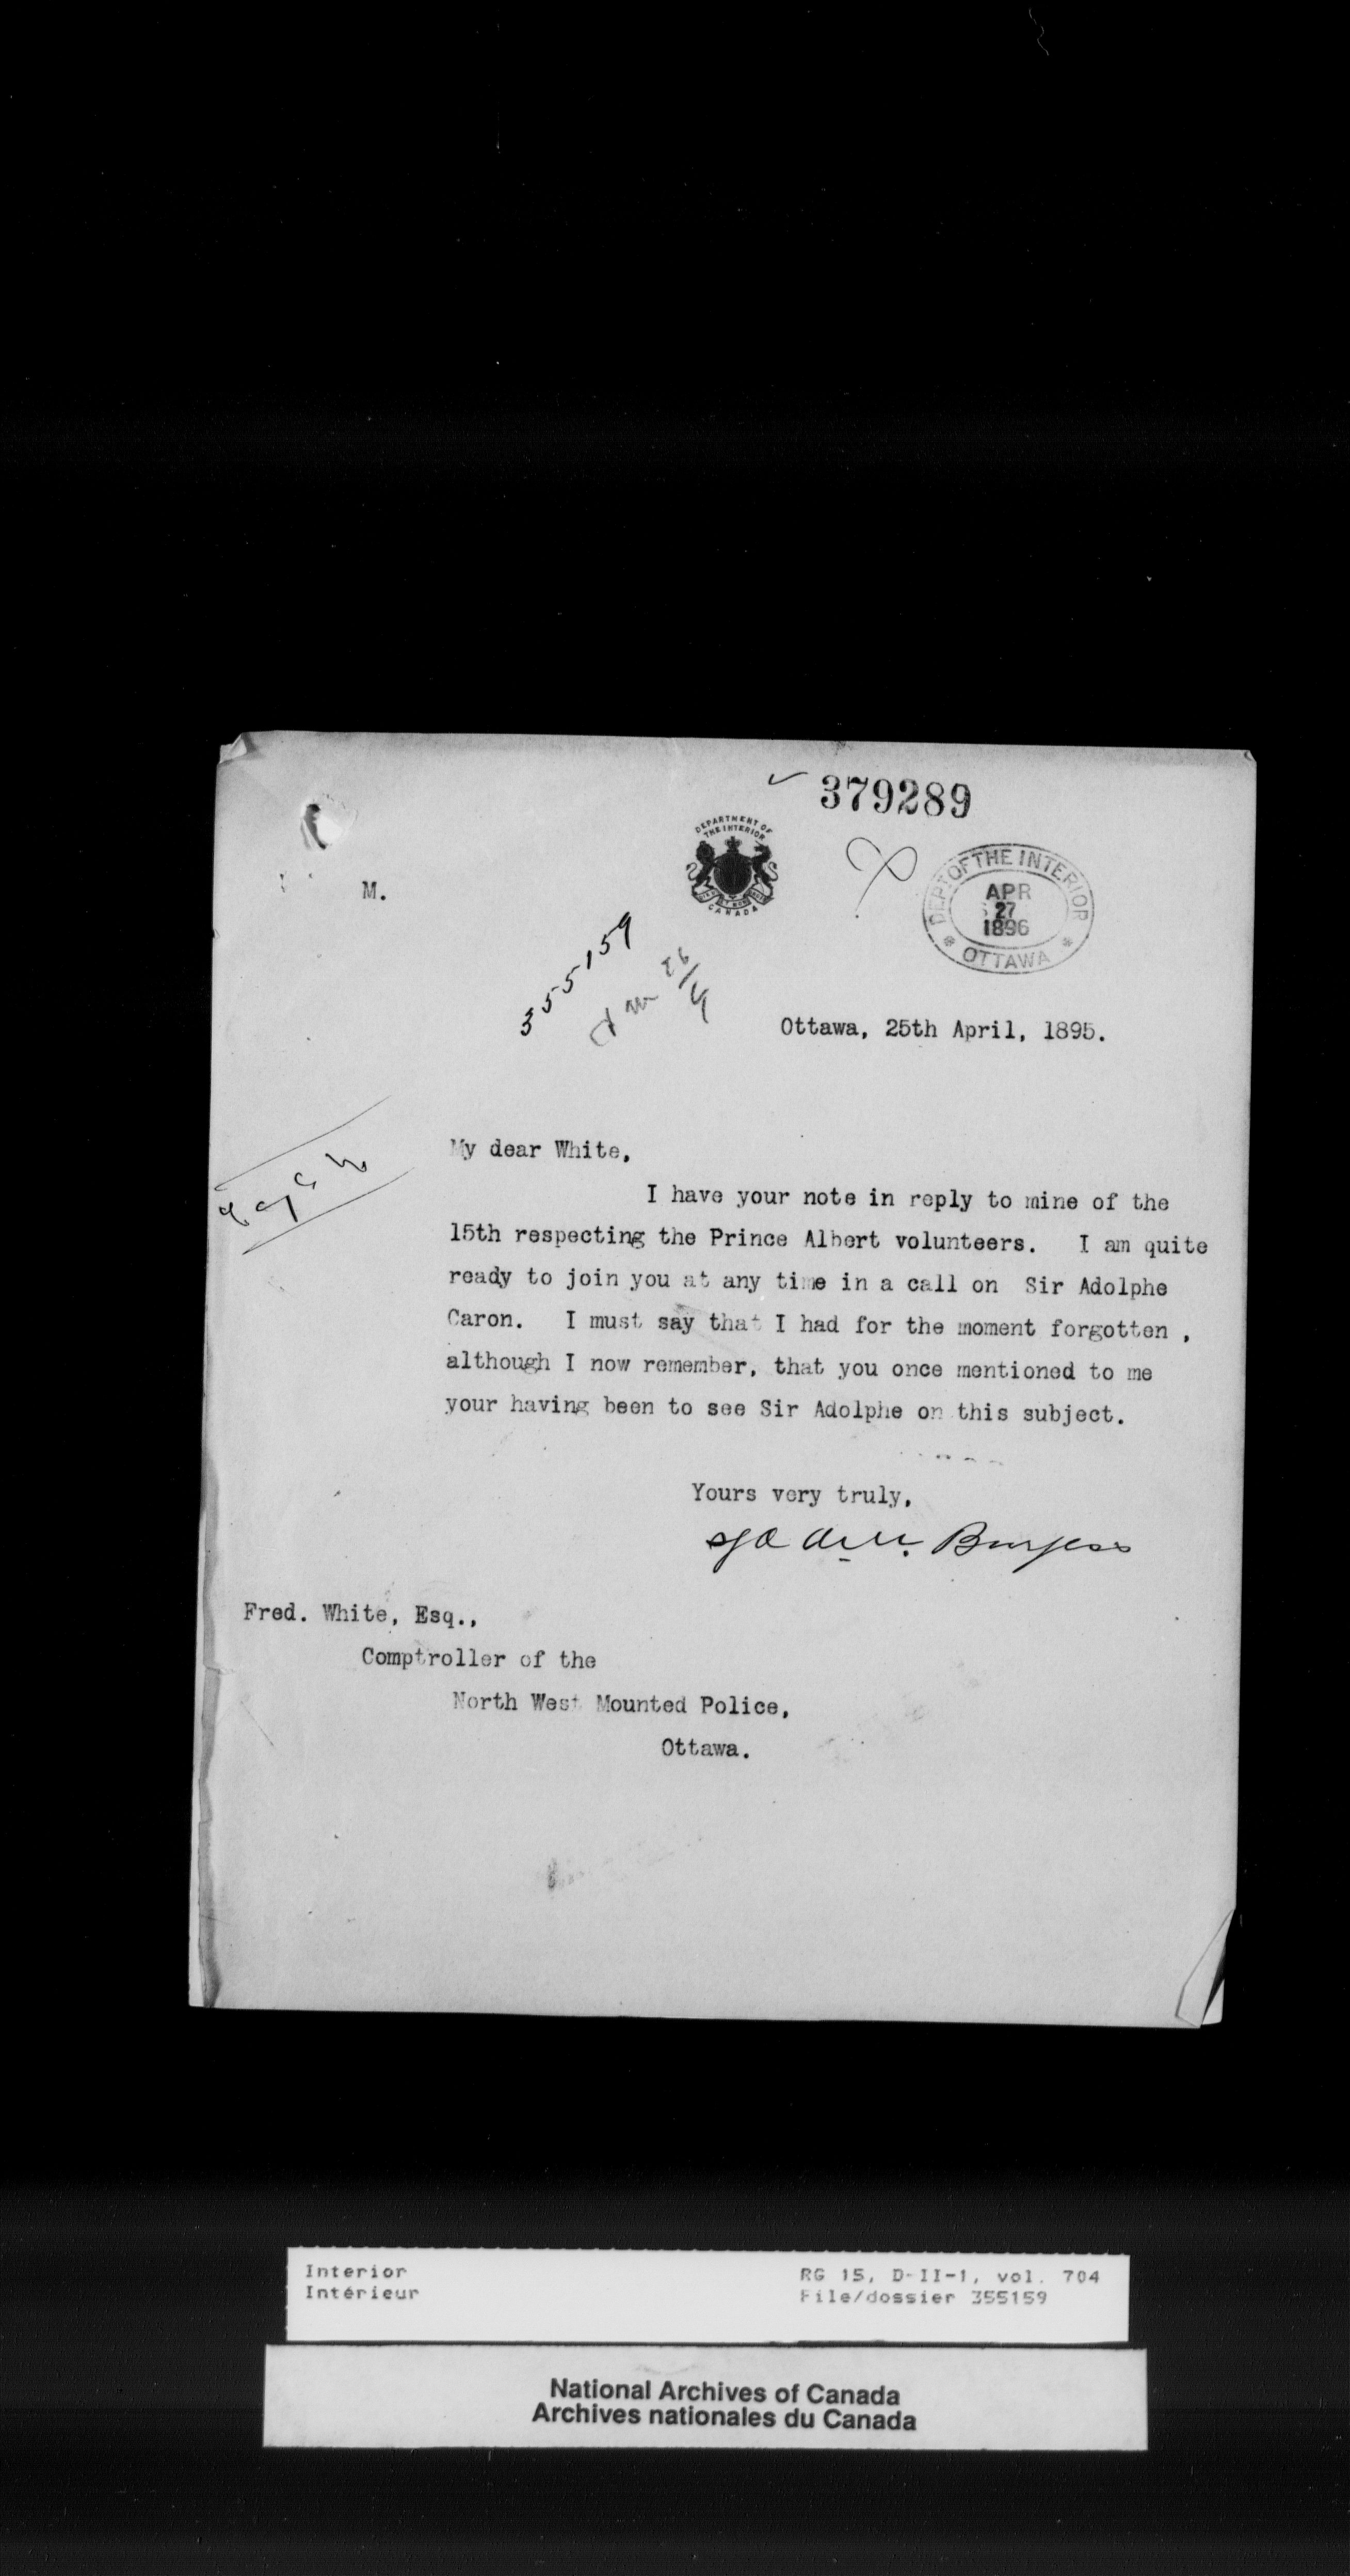 379289
DEPARTMENT OF
THE INTERIOR
CANADA
DEPT OF THE INTERIOR
APR
27
1896
OTTAWA
M.
355159
Ottawa, 25th April, 1895.
My dear White,
I have your note in reply to mine of the
15th respecting the Prince Albert volunteers. I am quite
ready to join you at any time in a call on Sir Adolphe
Caron. I must say that I had for the moment forgotten ,
although I now remember, that you once mentioned to me
your having been to see Sir Adolphe on this subject.
Yours very truly,
sgd A. M. Burgess
Fred. White, Esq.,
Comptroller of the
North West Mounted Police,
Ottawa.
Interior
Intérieur
RG 15, D-II-1, vol. 704
File/dossier 355159
National Archives of Canada
Archives nationales du Canada